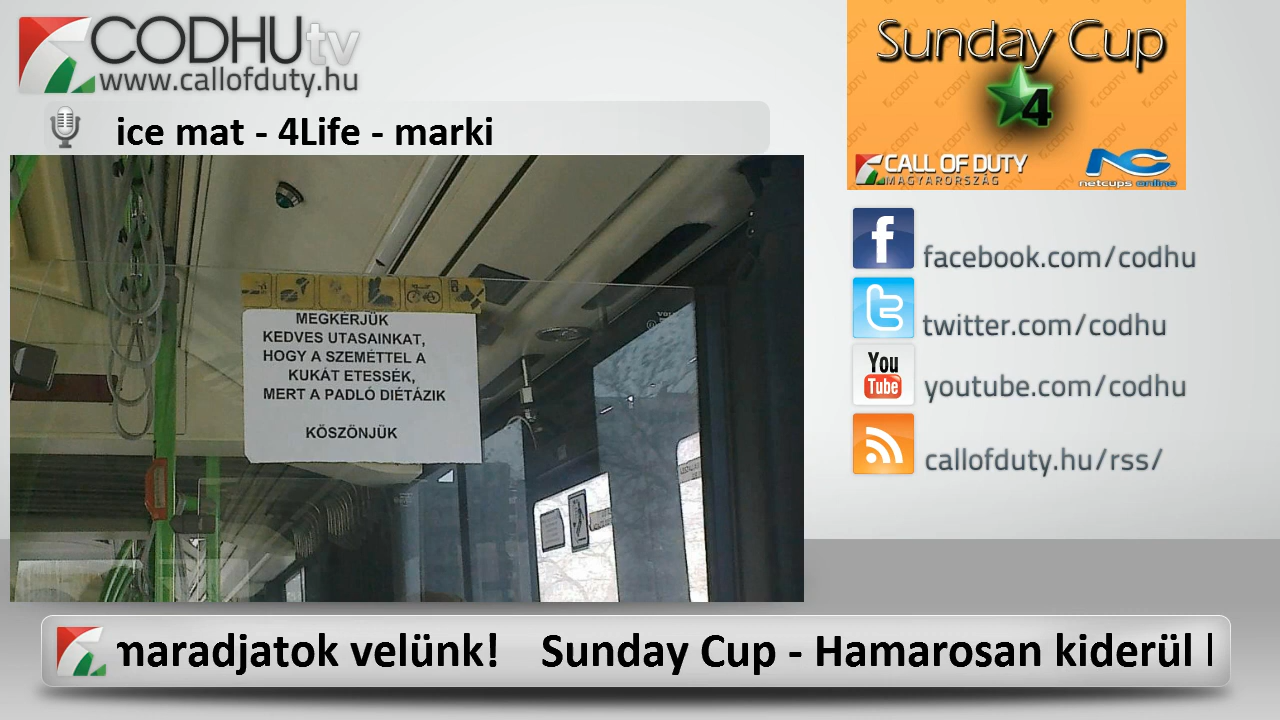 CODHUtv
www.callofduty.hu
ice mat - 4Life - marki
MEGKÉRJÜK
KEDVES UTASAINKAT,
HOGY A SZEMÉTTEL A
KUKÁT ETESSÉK,
MERT A PADLÓ DIÉTÁZIK
KÖSZÖNJÜK
Sunday Cup
4
CALL OF DUTY
MAGYARORSZÁG
NC
netcups online
facebook.com/codhu
twitter.com/codhu
You
Tube
youtube.com/codhu
callofduty.hu/rss/
maradjatok velünk! Sunday Cup - Hamarosan kiderül